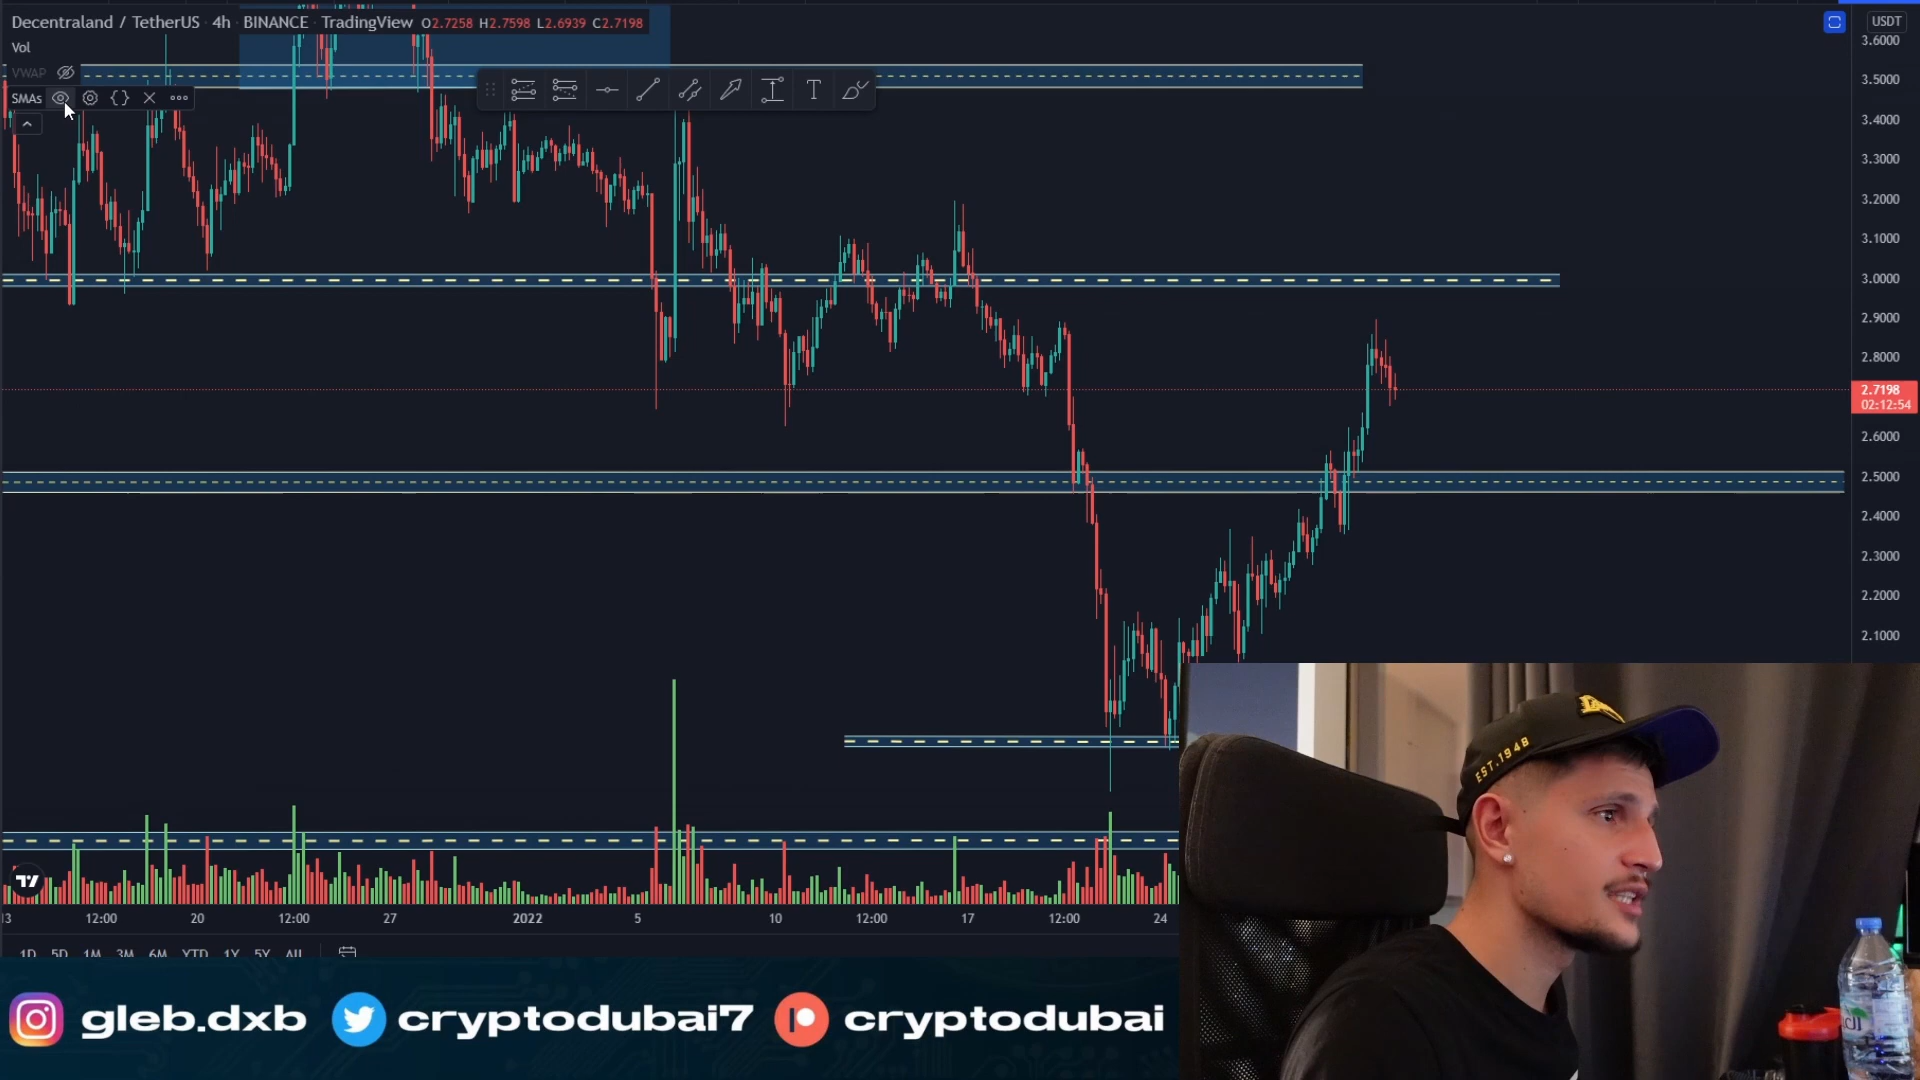 Decentraland / TetherUS · 4h · BINANCE · TradingView O2.7258 H2.7598 L2.6939 C2.7198
USDT
Vol
VWAP
SMAs
3.6000
3.5000
3.4000
3.3000
3.2000
3.1000
3.0000
2.9000
2.8000
2.7198
02:12:54
2.6000
2.5000
2.4000
2.3000
2.2000
2.1000
EST.1948
13 12:00 20 12:00 27 2022 5 10 12:00 17 12:00 24
1D 5D 1M 3M 6M YTD 1Y 5Y All
gleb.dxb cryptodubai7 cryptodubai